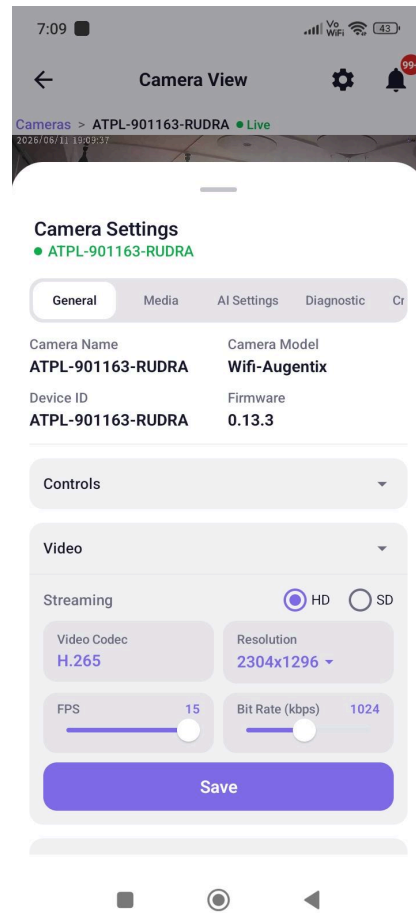 7:09
Vo
WiFi
43
Camera View
99+
Cameras > ATPL-901163-RUDRA • Live
2026/06/11 19:09:37
Camera Settings
• ATPL-901163-RUDRA
General Media AI Settings Diagnostic Cr
Camera Name Camera Model
ATPL-901163-RUDRA Wifi-Augentix
Device ID Firmware
ATPL-901163-RUDRA 0.13.3
Controls
Video
Streaming HD SD
Video Codec Resolution
H.265 2304x1296
FPS 15 Bit Rate (kbps) 1024
Save